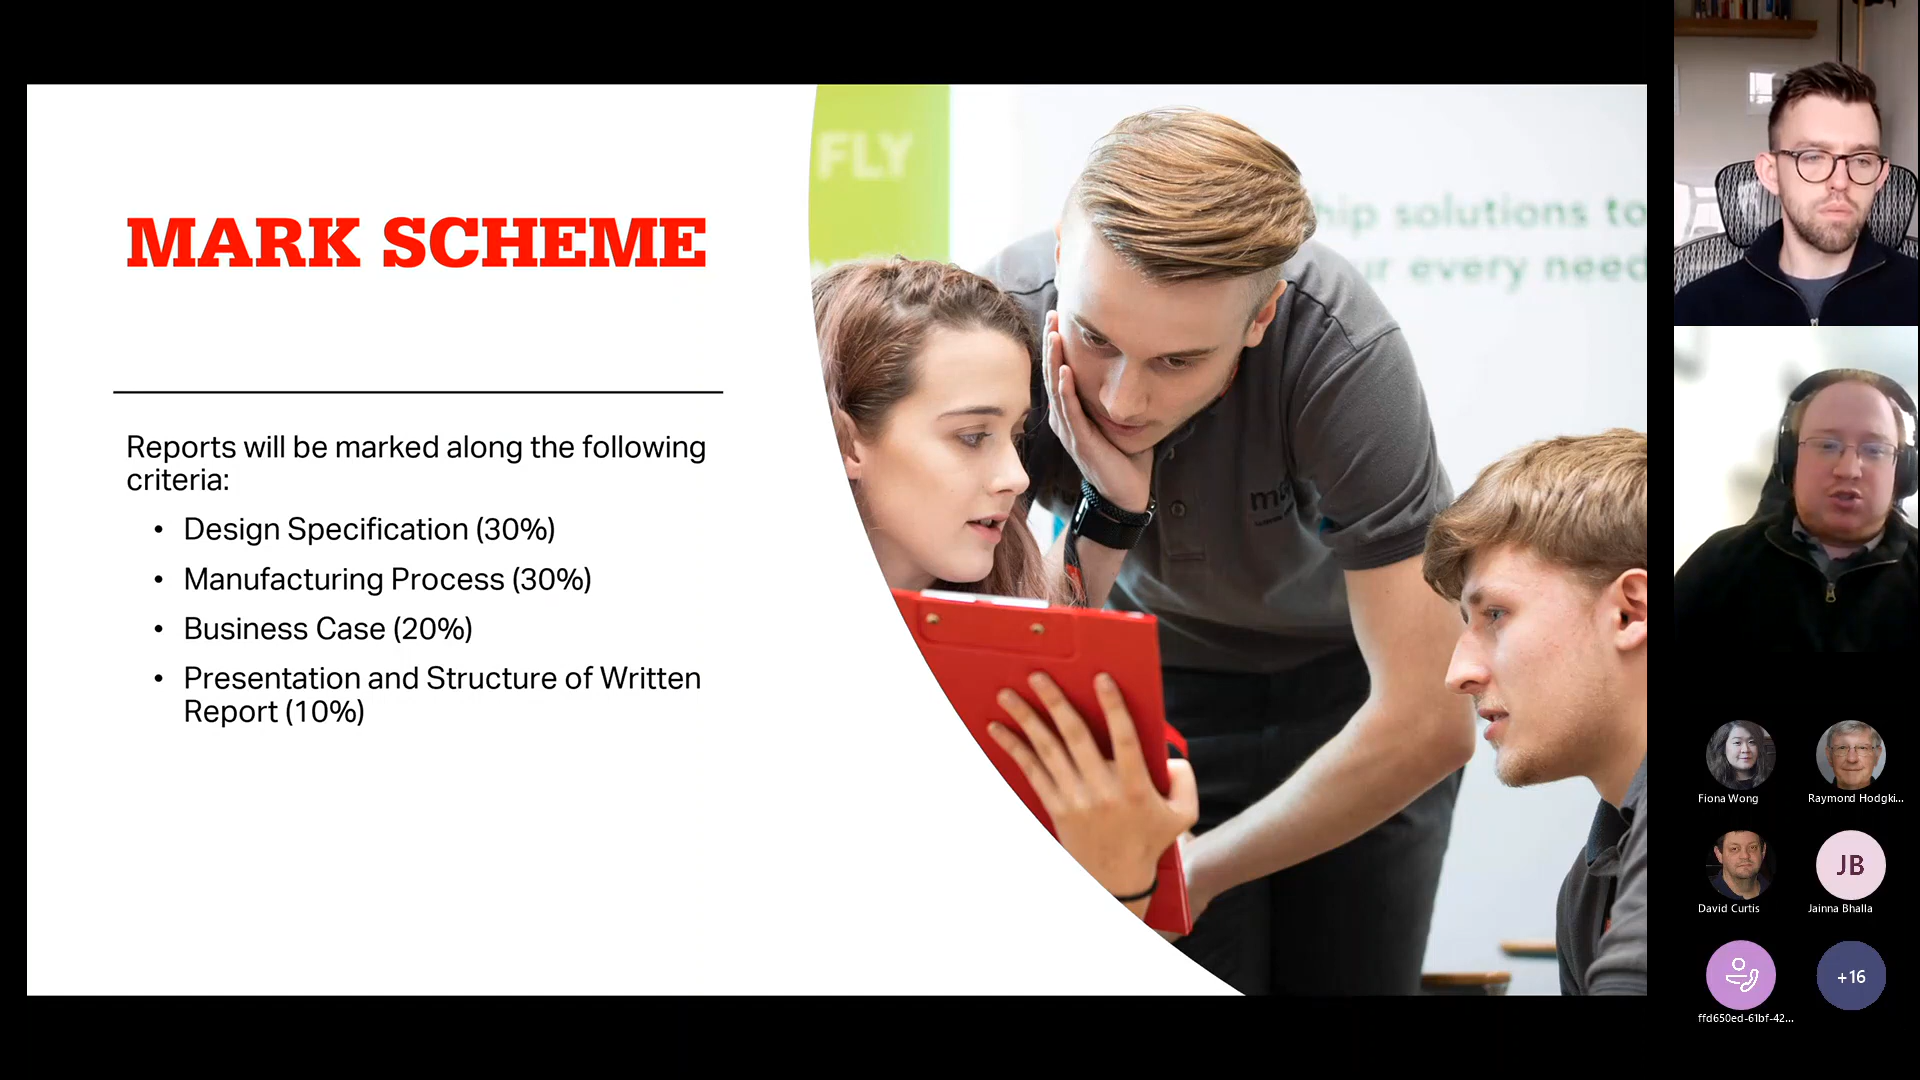 MARK SCHEME
Reports will be marked along the following
criteria:
• Design Specification (30%)
• Manufacturing Process (30%)
• Business Case (20%)
• Presentation and Structure of Written
Report (10%)
FLY
hip solutions to
ur every need
Fiona Wong
Raymond Hodgki...
David Curtis
JB
Jainna Bhalla
ffd650ed-61bf-42...
+16